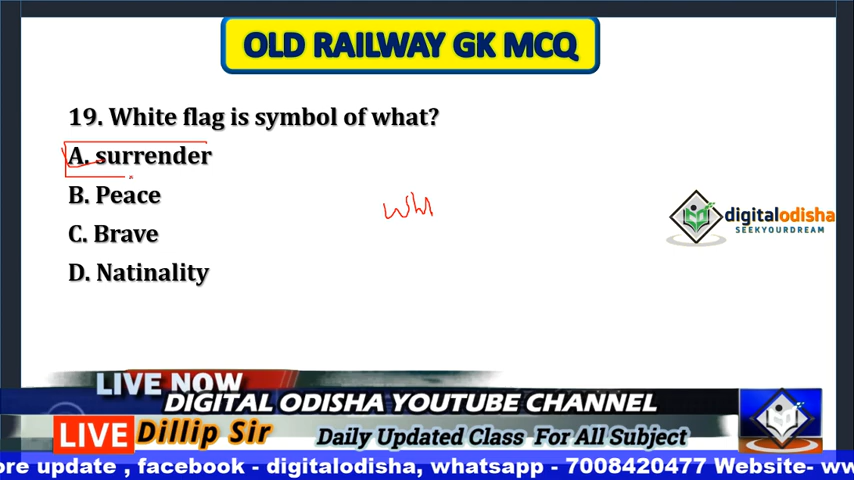 OLD RAILWAY GK MCQ
19. White flag is symbol of what?
A. surrender
B. Peace
C. Brave
D. Natinality
digitalodisha
SEEKYOURDREAM
LIVE NOW
DIGITAL ODISHA YOUTUBE CHANNEL
LIVE Dillip Sir Daily Updated Class For All Subject
ore update , facebook - digitalodisha, whatsapp - 7008420477 Website- ww